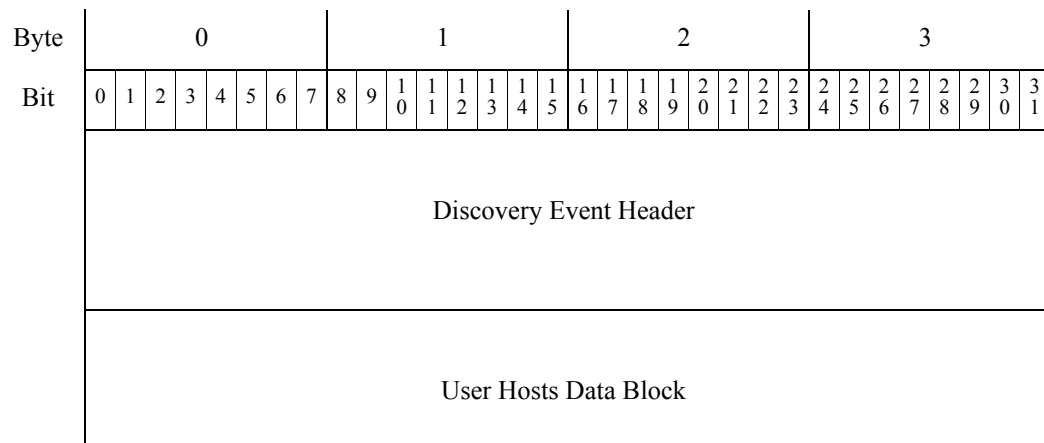 Byte 0 1 2 3
Bit 0 1 2 3 4 5 6 7 8 9 10 11 12 13 14 15 16 17 18 19 20 21 22 23 24 25 26 27 28 29 30 31
Discovery Event Header
User Hosts Data Block